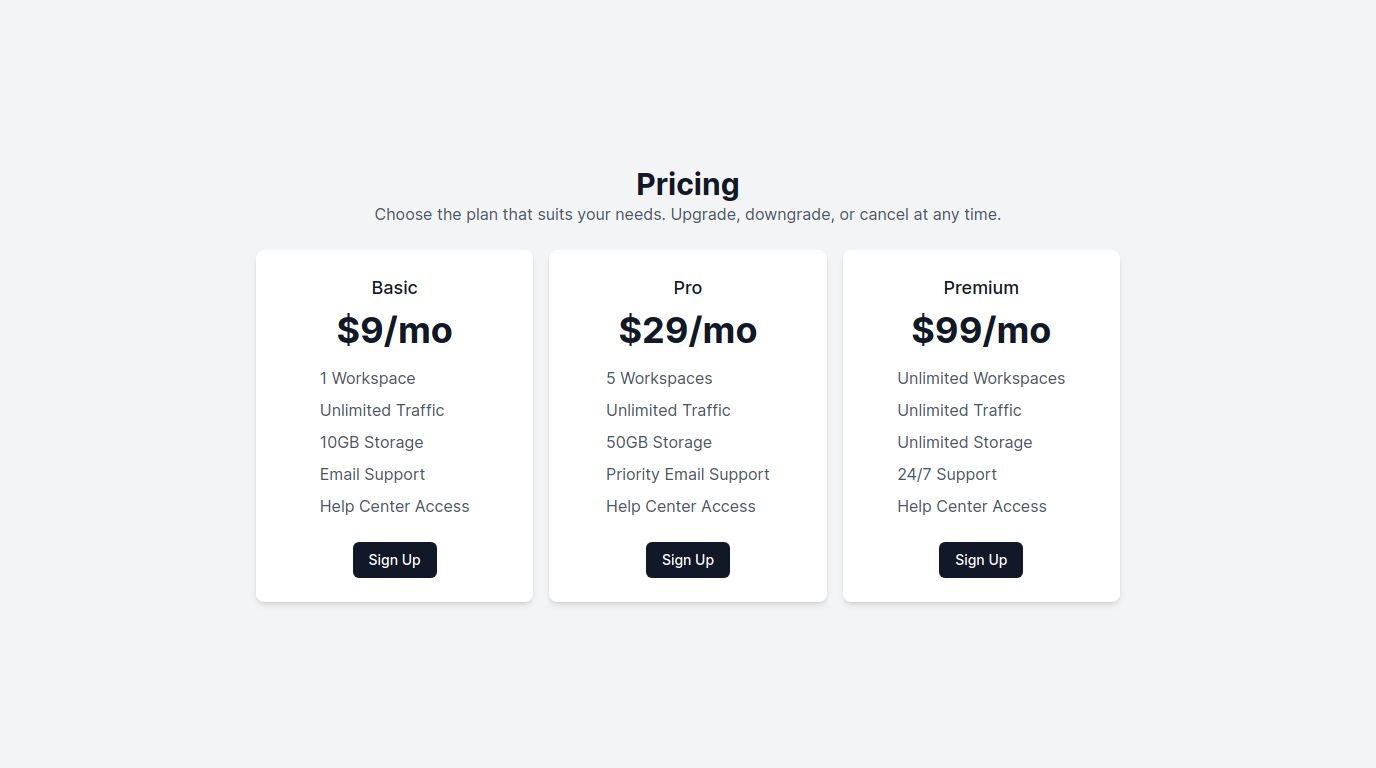 Pricing
Choose the plan that suits your needs. Upgrade, downgrade, or cancel at any time.
Basic
$9/mo
1 Workspace
Unlimited Traffic
10GB Storage
Email Support
Help Center Access
Sign Up
Pro
$29/mo
5 Workspaces
Unlimited Traffic
50GB Storage
Priority Email Support
Help Center Access
Sign Up
Premium
$99/mo
Unlimited Workspaces
Unlimited Traffic
Unlimited Storage
24/7 Support
Help Center Access
Sign Up